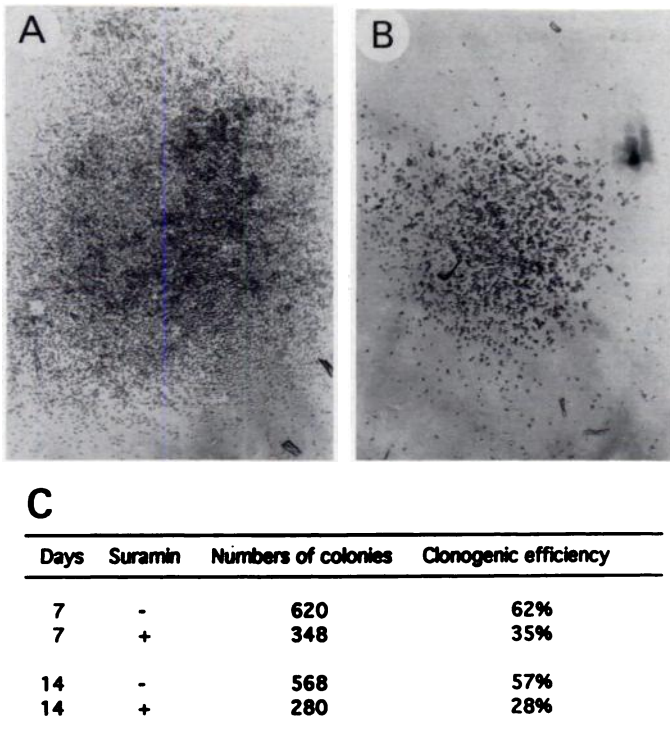 A
B
C
Days Suramin Numbers of colonies Clonogenic efficiency
7 - 620 62%
7 + 348 35%
14 - 568 57%
14 + 280 28%